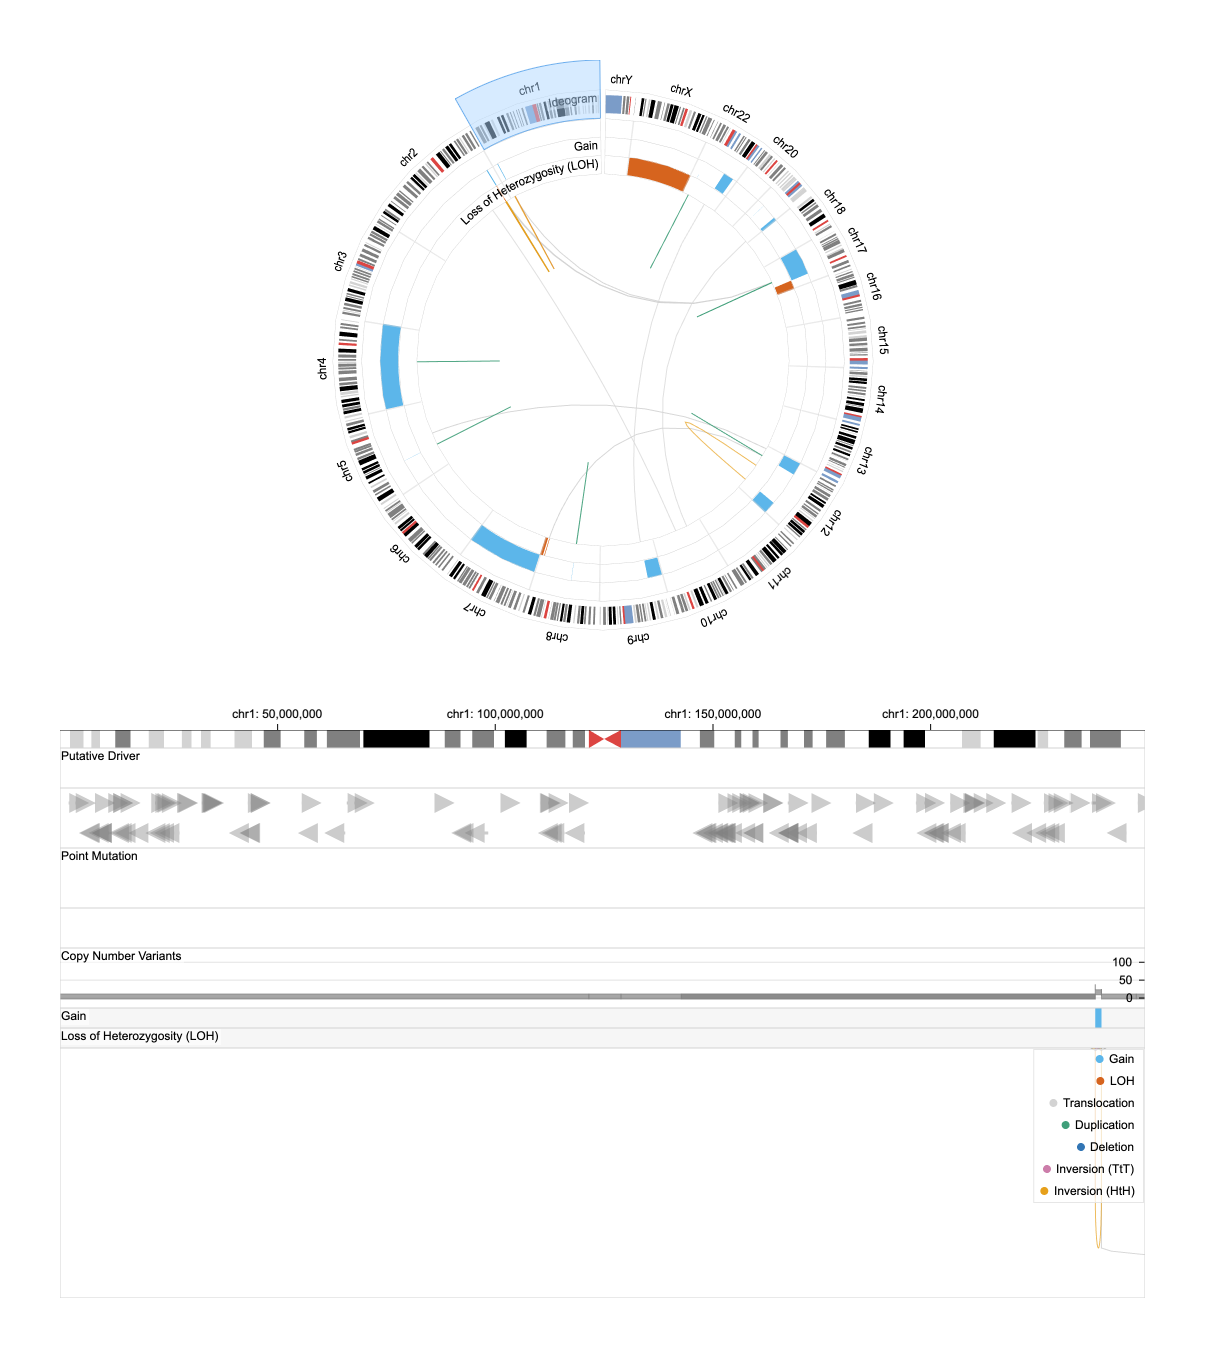 chr1
Ideogram
Gain
Loss of Heterozygosity (LOH)
chrY
chrX
chr22
chr20
chr18
chr17
chr16
chr15
chr14
chr13
chr12
chr11
chr10
chr9
chr8
chr7
chr6
chr5
chr4
chr3
chr2
chr1: 50,000,000
chr1: 100,000,000
chr1: 150,000,000
chr1: 200,000,000
Putative Driver
Point Mutation
Copy Number Variants
100
50
0
Gain
Loss of Heterozygosity (LOH)
Gain
LOH
Translocation
Duplication
Deletion
Inversion (TtT)
Inversion (HtH)